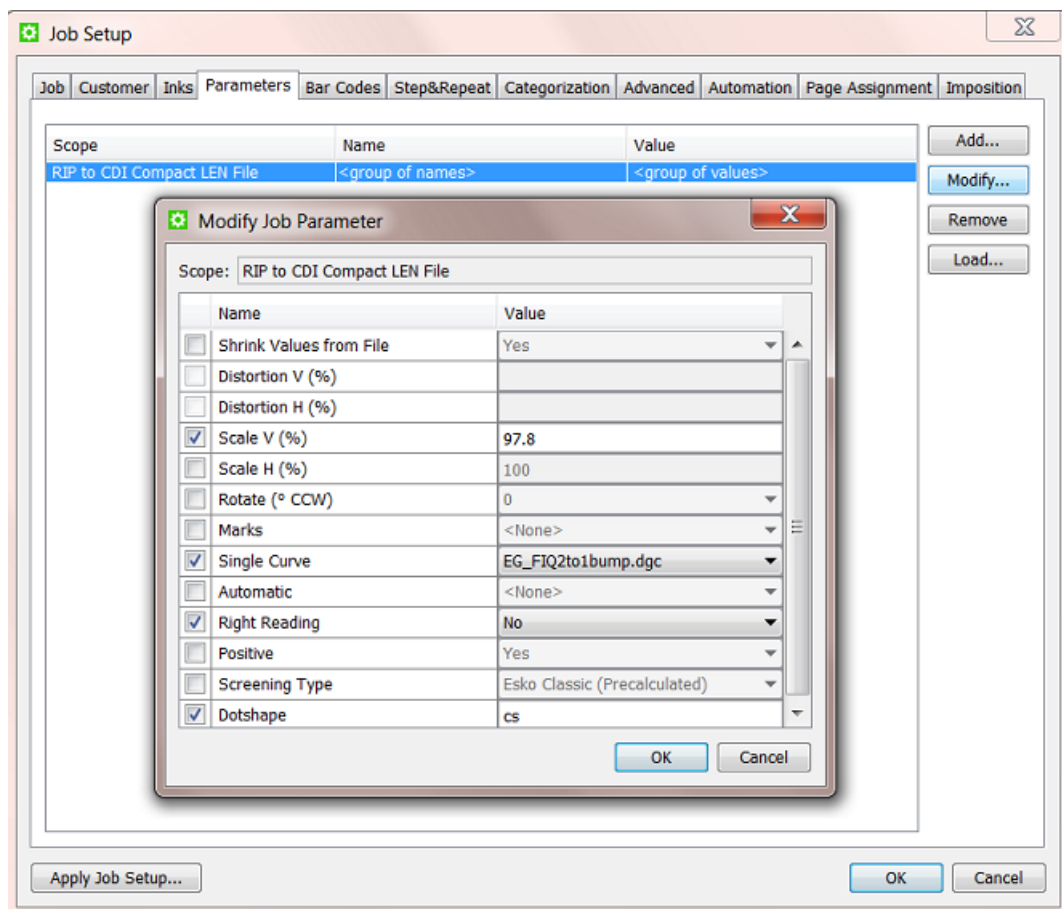 Job Setup
Job Customer Inks Parameters Bar Codes Step&Repeat Categorization Advanced Automation Page Assignment Imposition
Scope Name Value
RIP to CDI Compact LEN File <group of names> <group of values>
Add...
Modify...
Remove
Load...
Modify Job Parameter
Scope: RIP to CDI Compact LEN File
Name Value
Shrink Values from File Yes
Distortion V (%)
Distortion H (%)
Scale V (%) 97.8
Scale H (%) 100
Rotate (° CCW) 0
Marks <None>
Single Curve EG_FIQ2to1bump.dgc
Automatic <None>
Right Reading No
Positive Yes
Screening Type Esko Classic (Precalculated)
Dotshape cs
OK Cancel
Apply Job Setup... OK Cancel